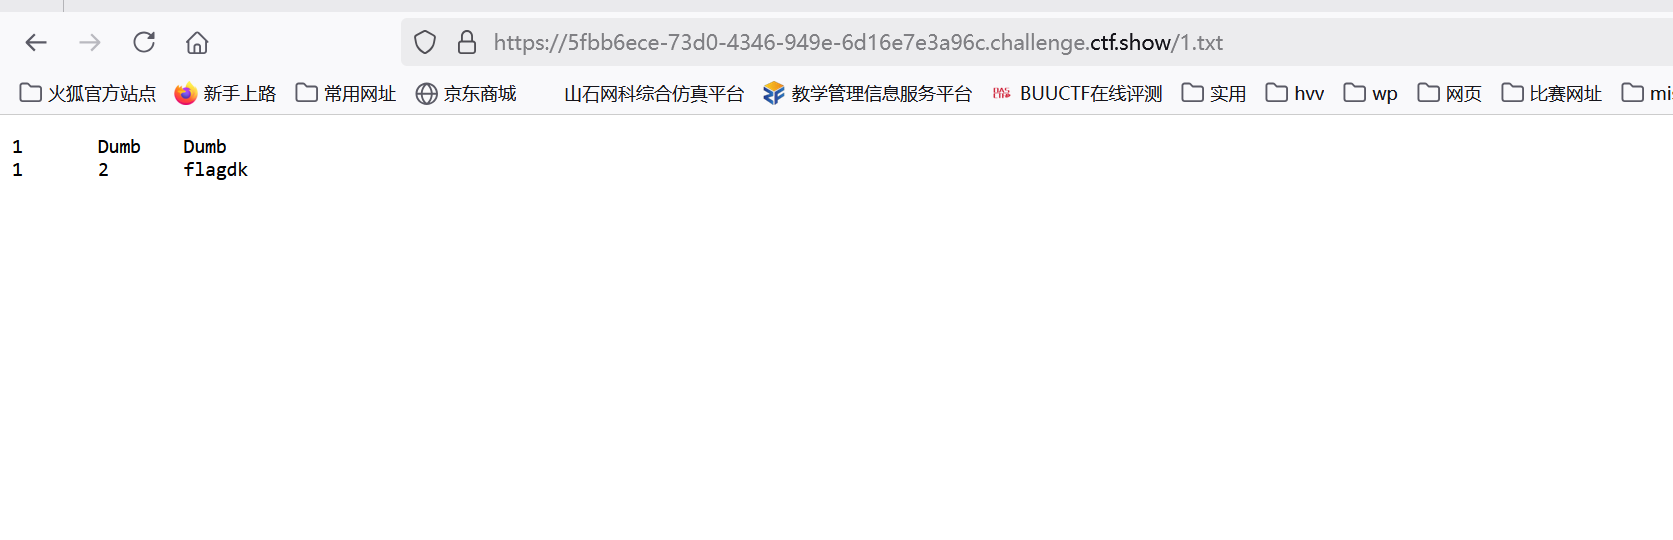 https://5fbb6ece-73d0-4346-949e-6d16e7e3a96c.challenge.ctf.show/1.txt
火狐官方站点 新手上路 常用网址 京东商城 山石网科综合仿真平台 教学管理信息服务平台 BUUCTF在线评测 实用 hvv wp 网页 比赛网址
1 Dumb Dumb
1 2 flagdk